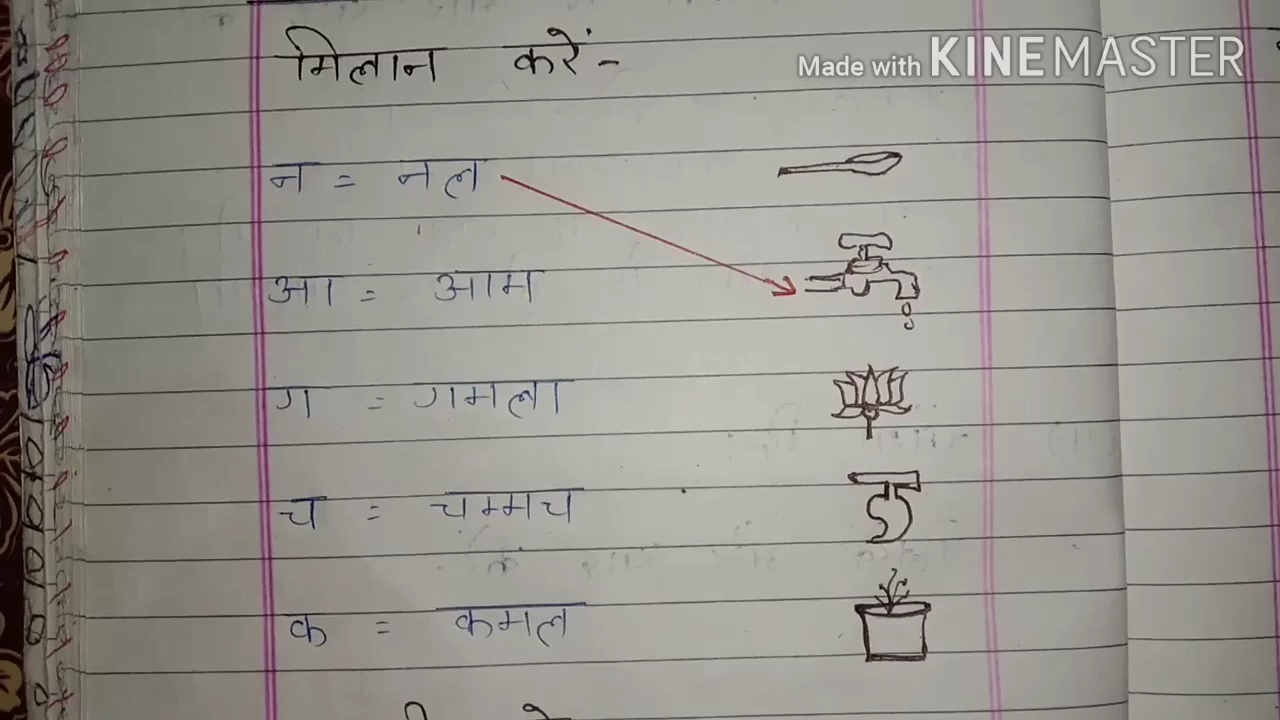 मिलान करें-
Made with KINEMASTER
न = नल
आ = आम
ग = गमला
च = चम्मच
क = कमल